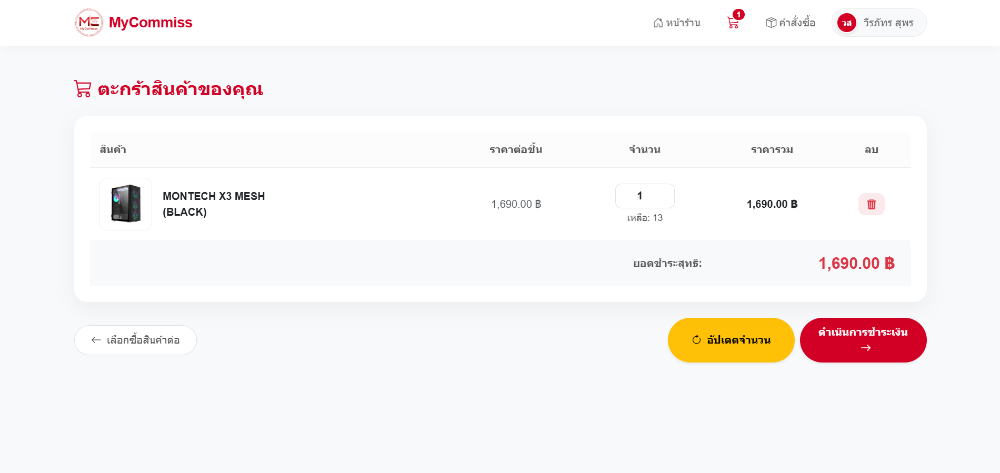 MS
MyCommiss
MyCommiss
หน้าร้าน
1
คำสั่งซื้อ
วส
วีรภัทร สุพร
ตะกร้าสินค้าของคุณ
สินค้า
ราคาต่อชิ้น
จำนวน
ราคารวม
ลบ
MONTECH X3 MESH
(BLACK)
1,690.00 ฿
1
เหลือ: 13
1,690.00 ฿
ยอดชำระสุทธิ:
1,690.00 ฿
← เลือกซื้อสินค้าต่อ
อัปเดตจำนวน
ดำเนินการชำระเงิน
→